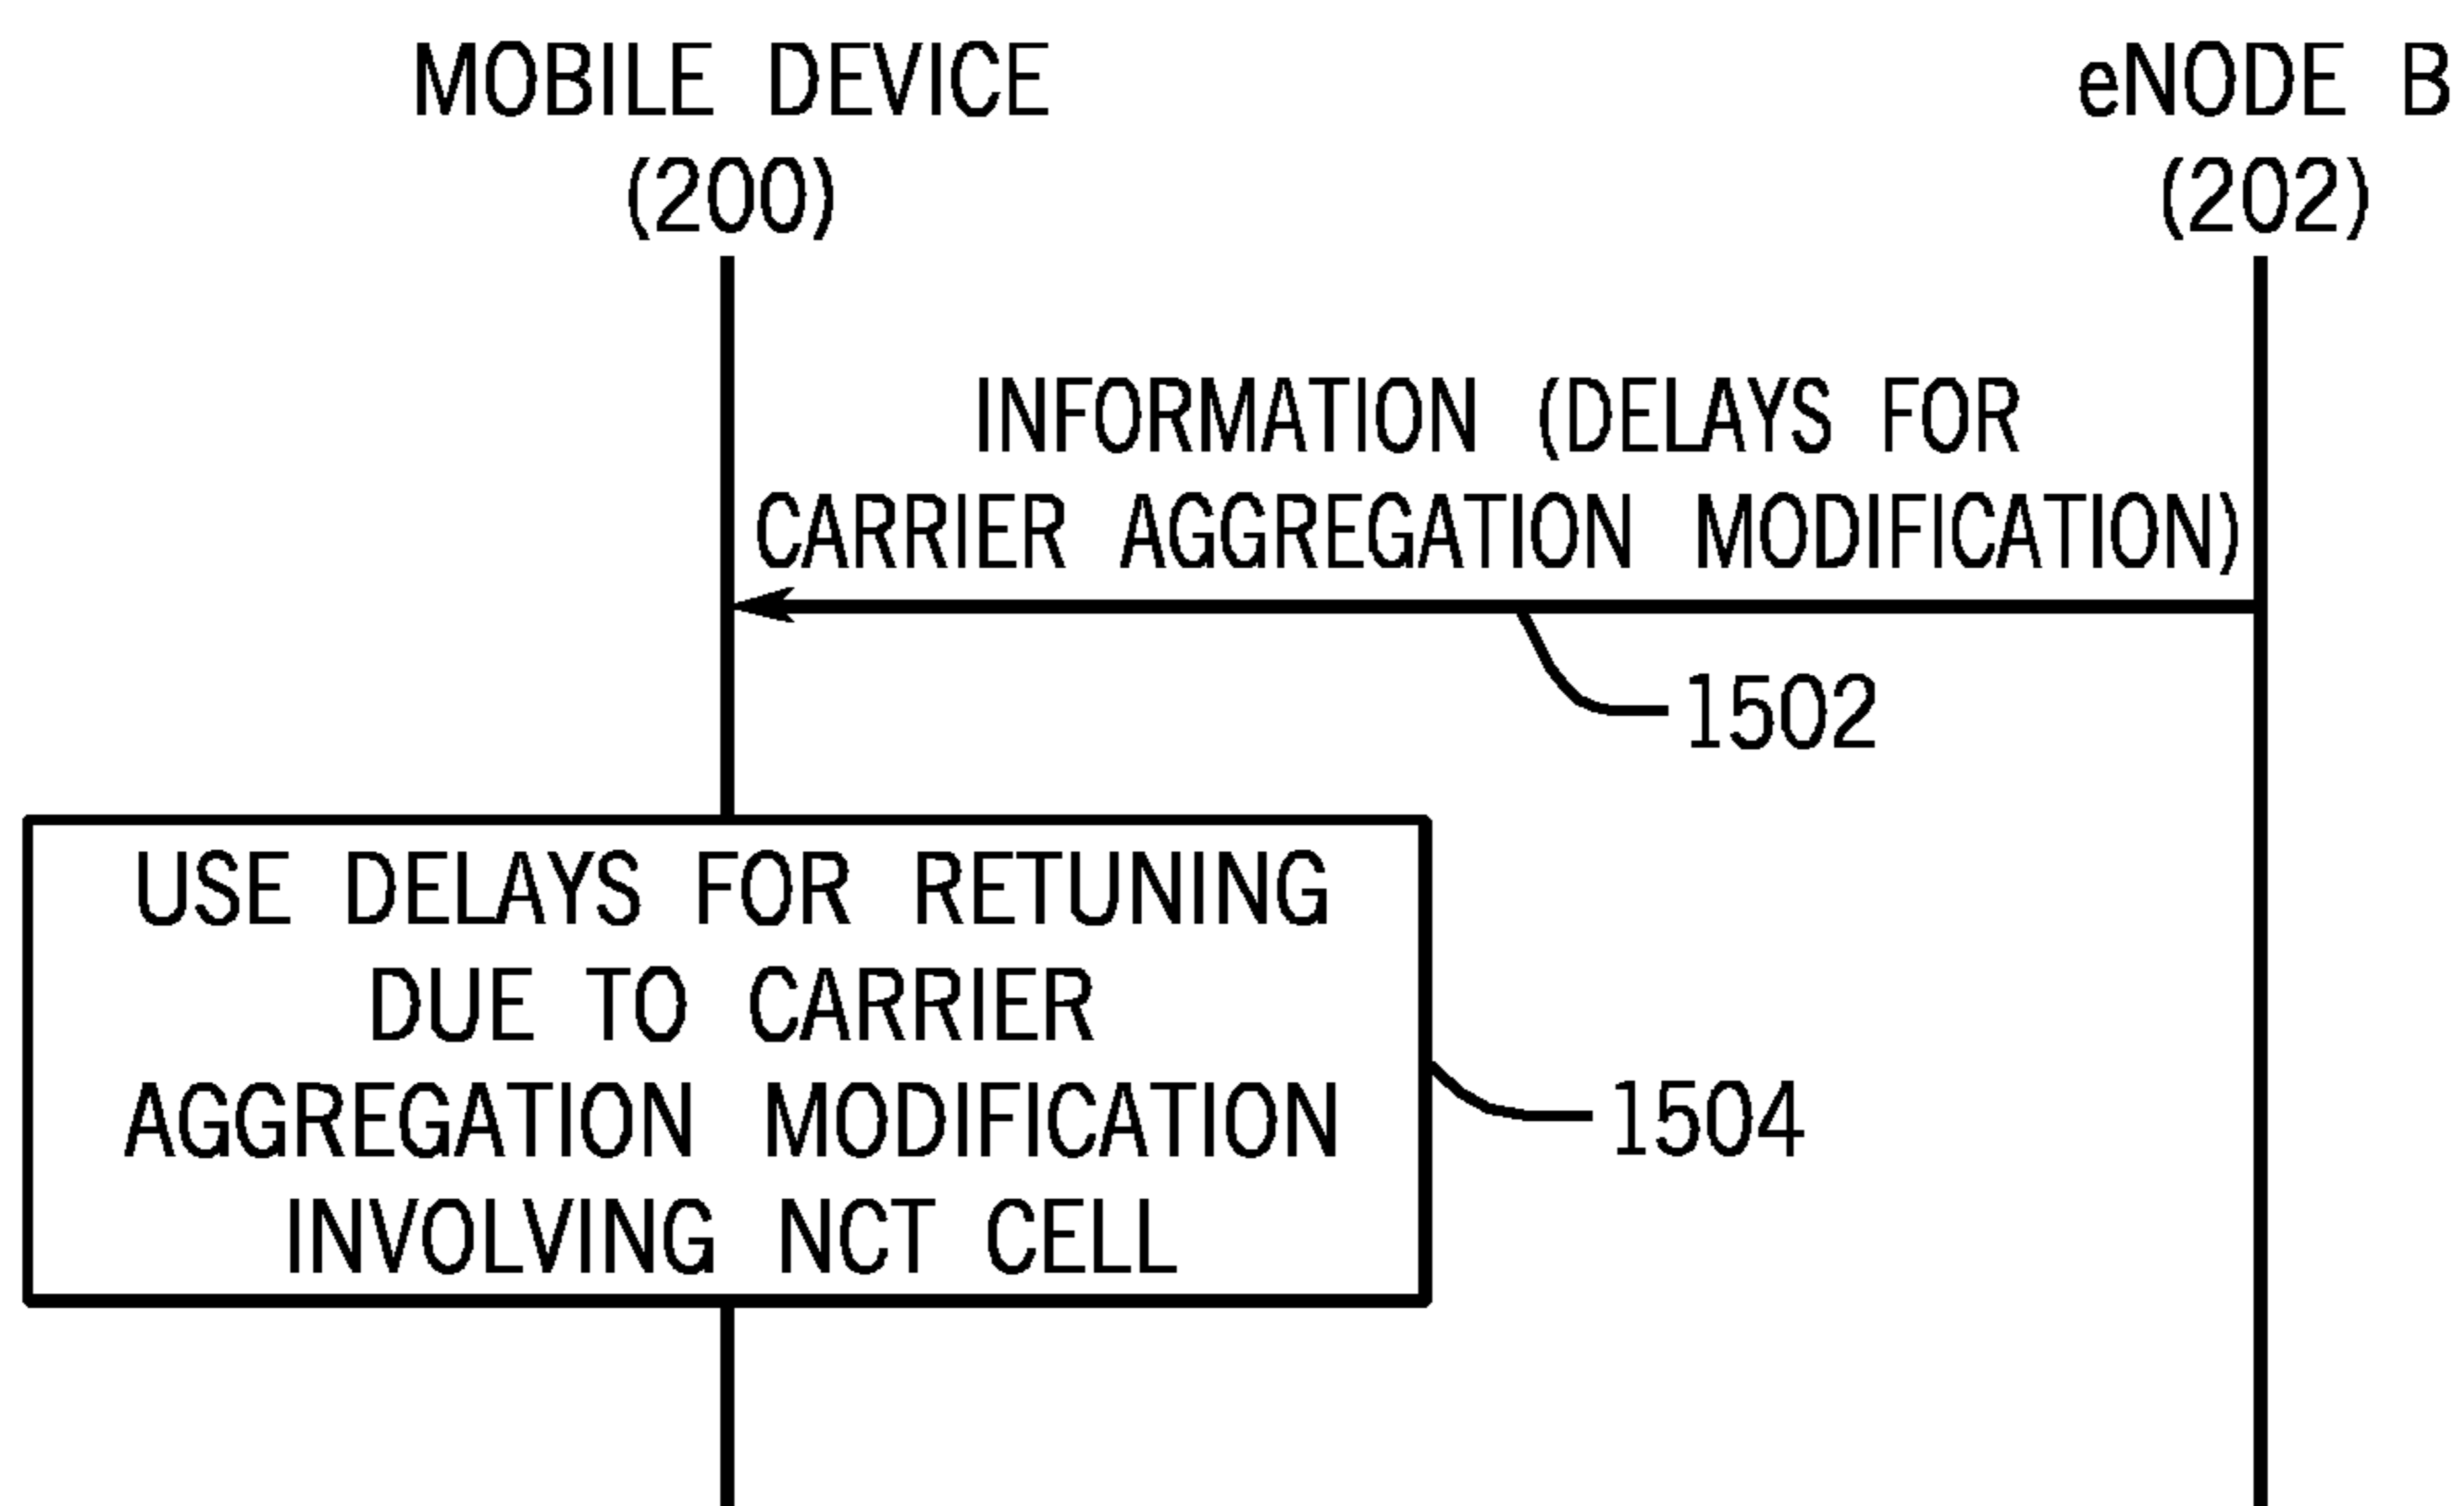 MOBILE DEVICE
(200)
eNODE B
(202)
INFORMATION (DELAYS FOR
CARRIER AGGREGATION MODIFICATION)
1502
USE DELAYS FOR RETUNING
DUE TO CARRIER
AGGREGATION MODIFICATION
INVOLVING NCT CELL
1504